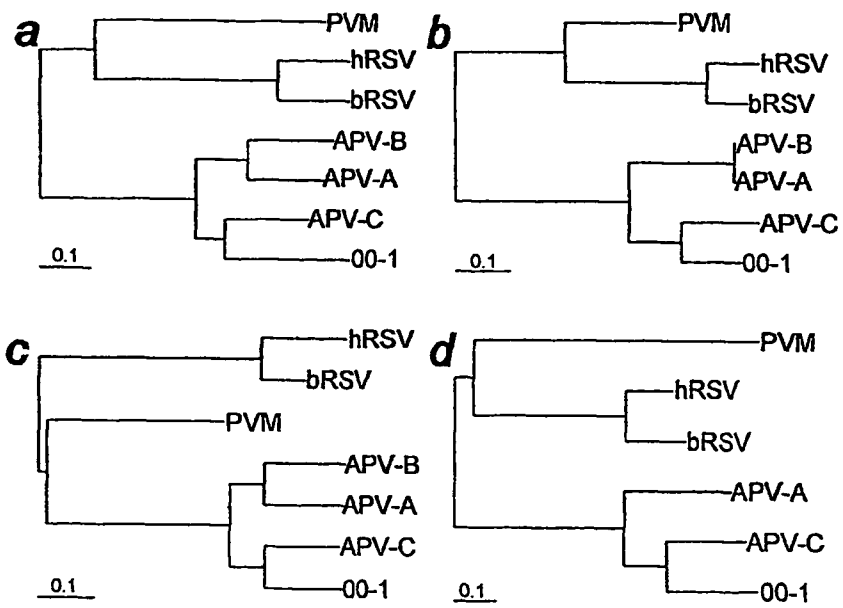 a
PVM
hRSV
bRSV
APV-B
APV-A
APV-C
00-1
0.1
b
PVM
hRSV
bRSV
APV-B
APV-A
APV-C
00-1
0.1
c
hRSV
bRSV
PVM
APV-B
APV-A
APV-C
00-1
0.1
d
PVM
hRSV
bRSV
APV-A
APV-C
00-1
0.1